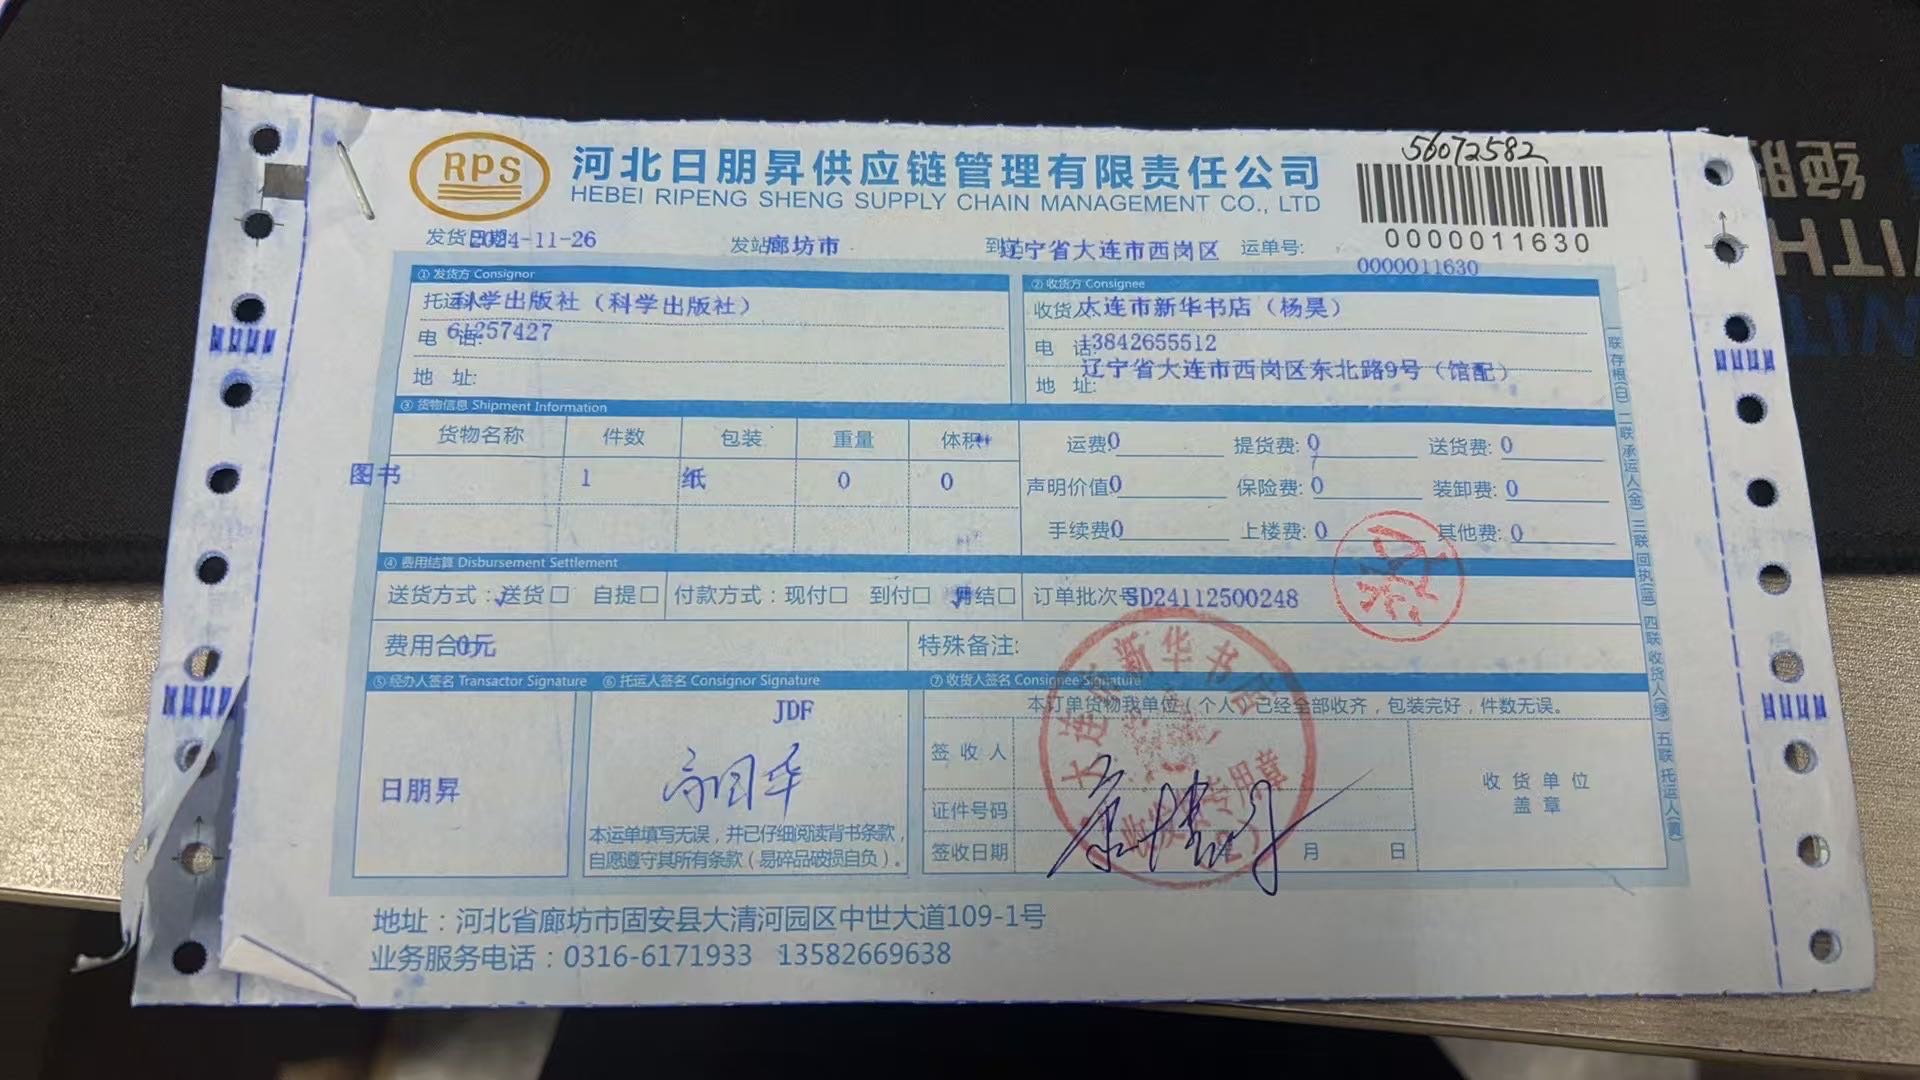 56072582
RPS
河北日朋昇供应链管理有限责任公司
HEBEI RIPENG SHENG SUPPLY CHAIN MANAGEMENT CO., LTD
0000011630
发货日期 2024-11-26 发站 廊坊市 到 辽宁省大连市西岗区 运单号:
0000011630
① 发货方 Consignor
② 收货方 Consignee
托运人 科学出版社（科学出版社）
收货人 大连市新华书店（杨昊）
电 话: 61257427
电 话: 13842655512
地 址:
地 址: 辽宁省大连市西岗区东北路9号（馆配）
③ 货物信息 Shipment Information
货物名称 件数 包装 重量 体积
运费 0 提货费: 0 送货费: 0
图书 1 纸 0 0
声明价值 0 保险费: 0 装卸费: 0
手续费 0 上楼费: 0 其他费: 0
④ 费用结算 Disbursement Settlement
送货方式：送货□ 自提□ 付款方式：现付□ 到付□ 月结□ 订单批次号 SD24112500248
费用合 0元 特殊备注:
⑤ 经办人签名 Transactor Signature ⑥ 托运人签名 Consignor Signature ⑦ 收货人签名 Consignee Signature
JDF
日朋昇
本运单填写无误，并已仔细阅读背书条款，
自愿遵守其所有条款（易碎品破损自负）。
本订单货物我单位（个人）已经全部收齐，包装完好，件数无误。
签 收 人
证件号码
签收日期 年 月 日
收 货 单 位
盖 章
大连市新华书店
专用章
一联 存根(白) 二联 承运人(金) 三联 回执(蓝) 四联 收货人(绿) 五联 托运人(黄)
地址：河北省廊坊市固安县大清河园区中世大道109-1号
业务服务电话：0316-6171933 13582669638